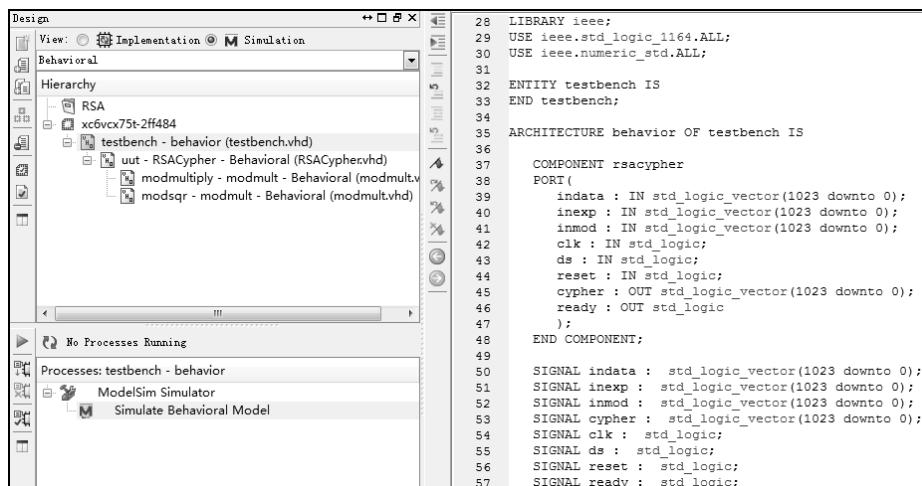 Design
View: Implementation Simulation
Behavioral
Hierarchy
RSA
xc6vcx75t-2ff484
testbench - behavior (testbench.vhd)
uut - RSACypher - Behavioral (RSACypher.vhd)
modmultiply - modmult - Behavioral (modmult.v
modsqr - modmult - Behavioral (modmult.vhd)
No Processes Running
Processes: testbench - behavior
ModelSim Simulator
Simulate Behavioral Model
28 LIBRARY ieee;
29 USE ieee.std_logic_1164.ALL;
30 USE ieee.numeric_std.ALL;
31
32 ENTITY testbench IS
33 END testbench;
34
35 ARCHITECTURE behavior OF testbench IS
36
37 COMPONENT rsacypher
38 PORT(
39 indata : IN std_logic_vector(1023 downto 0);
40 inexp : IN std_logic_vector(1023 downto 0);
41 inmod : IN std_logic_vector(1023 downto 0);
42 clk : IN std_logic;
43 ds : IN std_logic;
44 reset : IN std_logic;
45 cypher : OUT std_logic_vector(1023 downto 0);
46 ready : OUT std_logic
47 );
48 END COMPONENT;
49
50 SIGNAL indata : std_logic_vector(1023 downto 0);
51 SIGNAL inexp : std_logic_vector(1023 downto 0);
52 SIGNAL inmod : std_logic_vector(1023 downto 0);
53 SIGNAL cypher : std_logic_vector(1023 downto 0);
54 SIGNAL clk : std_logic;
55 SIGNAL ds : std_logic;
56 SIGNAL reset : std_logic;
57 SIGNAL ready : std_logic;